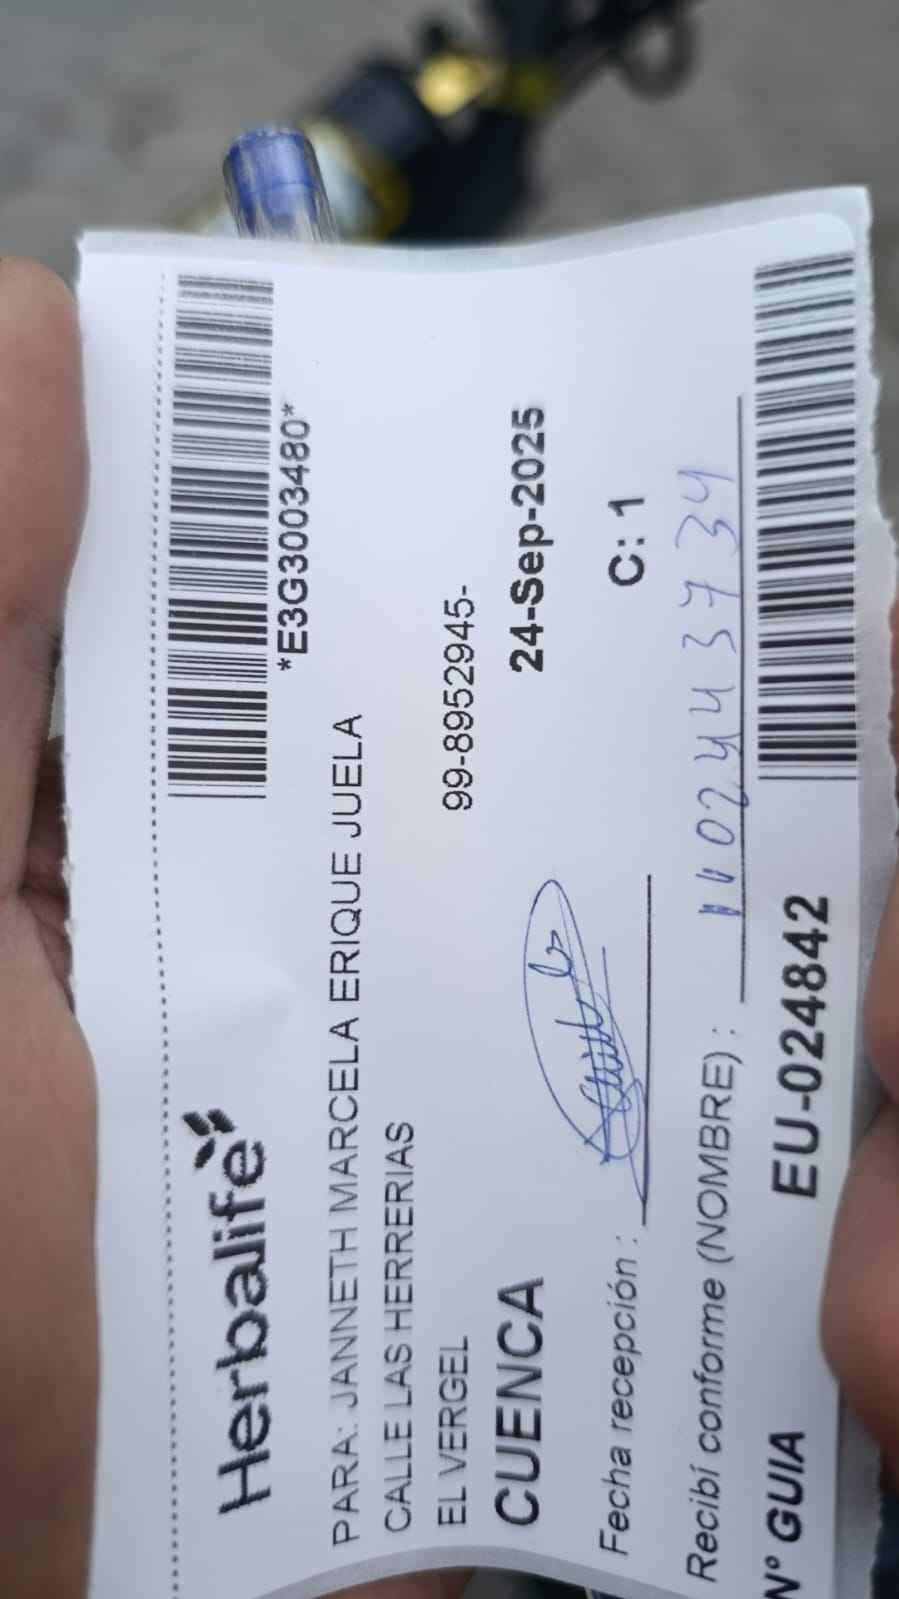 Herbalife
*E3G3003480*
PARA: JANNETH MARCELA ERIQUE JUELA
CALLE LAS HERRERIAS
EL VERGEL
99-8952945-
CUENCA
24-Sep-2025
Fecha recepción :
C: 1
Recibí conforme (NOMBRE) : 1102443734
N° GUIA EU-024842